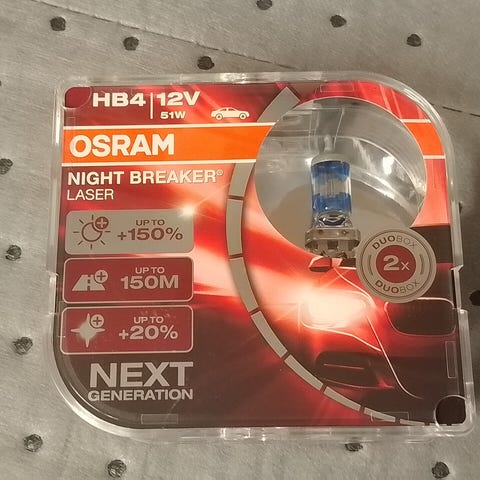 HB4 | 12V
51W
OSRAM
NIGHT BREAKER®
LASER
UP TO
+150%
UP TO
150M
UP TO
+20%
NEXT
GENERATION
DUOBOX
2x
DUOBOX